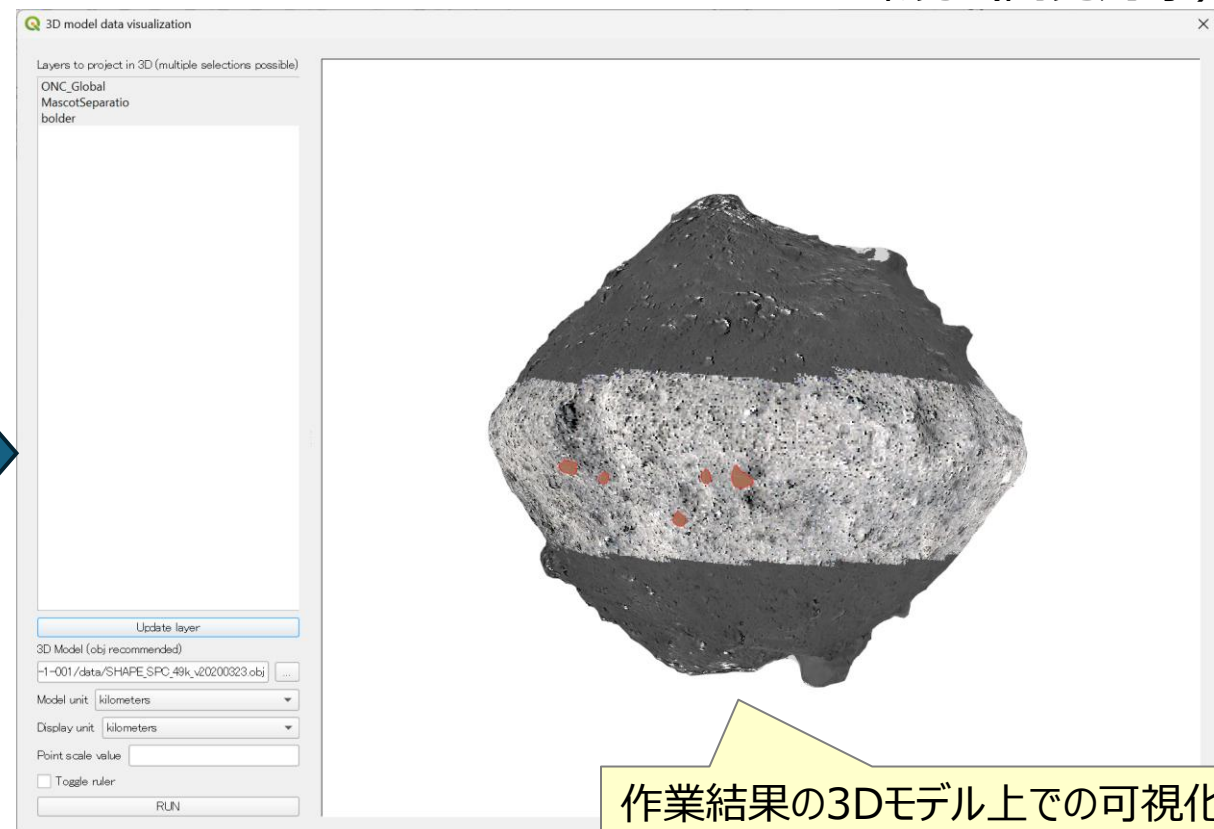 3D model data visualization
Layers to project in 3D (multiple selections possible)
ONC_Global
MascotSeparatio
bolder
Update layer
3D Model (obj recommended)
-1-001/data/SHAPE_SPC_49k_v20200323.obj ...
Model unit kilometers
Display unit kilometers
Point scale value
Toggle ruler
RUN
作業結果の3Dモデル上での可視化